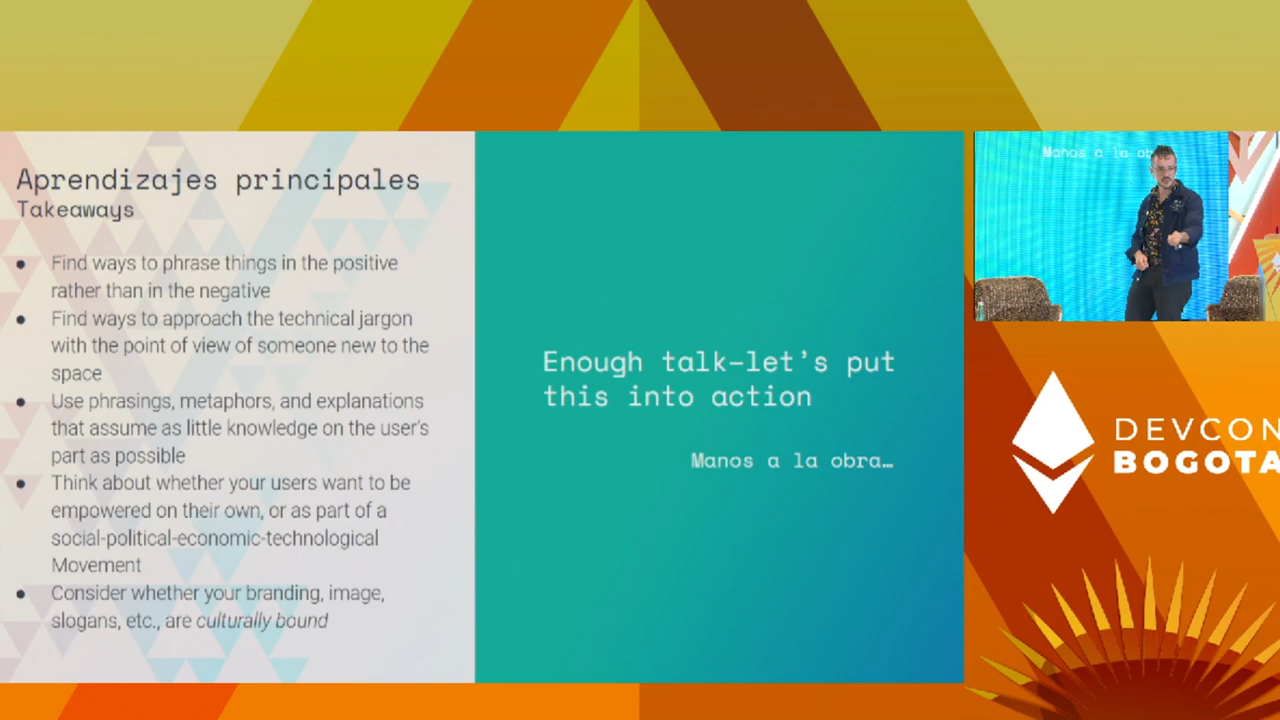 Aprendizajes principales
Takeaways
● Find ways to phrase things in the positive
rather than in the negative
● Find ways to approach the technical jargon
with the point of view of someone new to the
space
● Use phrasings, metaphors, and explanations
that assume as little knowledge on the user's
part as possible
● Think about whether your users want to be
empowered on their own, or as part of a
social-political-economic-technological
Movement
● Consider whether your branding, image,
slogans, etc., are culturally bound
Enough talk–let's put
this into action
Manos a la obra…
Manos a la ob
DEVCON
BOGOTA